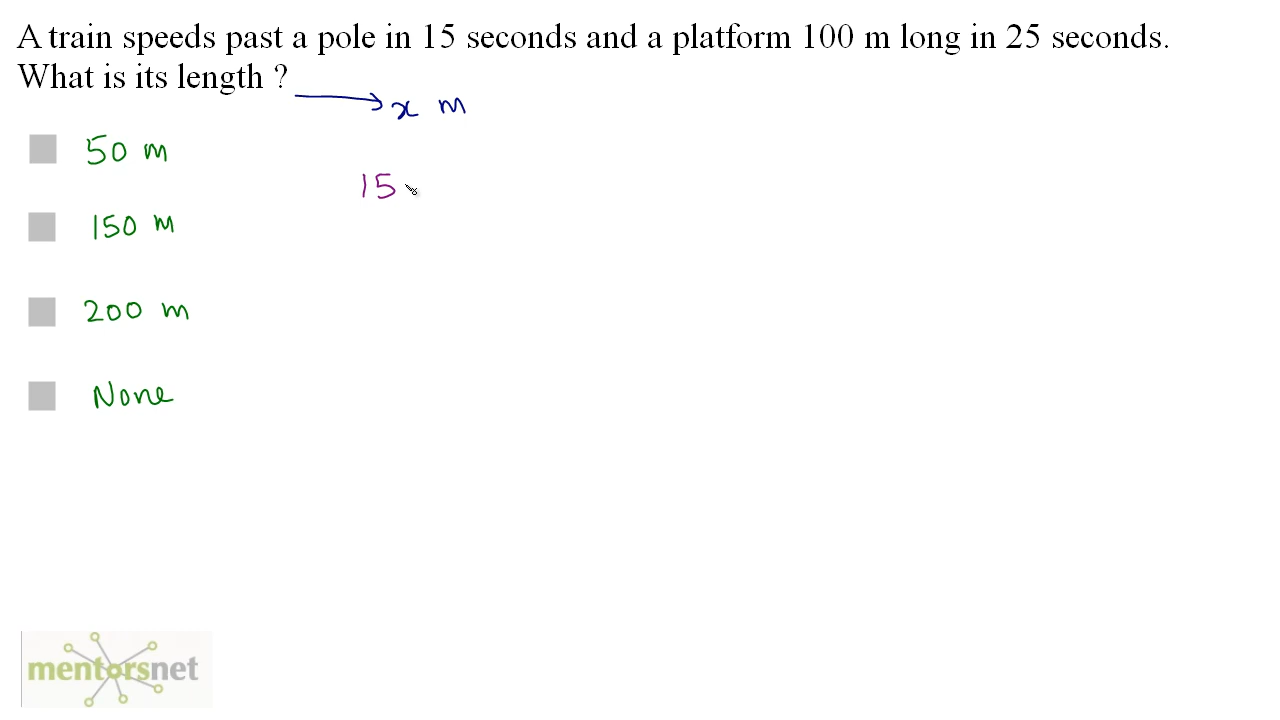 A train speeds past a pole in 15 seconds and a platform 100 m long in 25 seconds.
What is its length ?
x m
50 m
15
150 m
200 m
None
mentorsnet